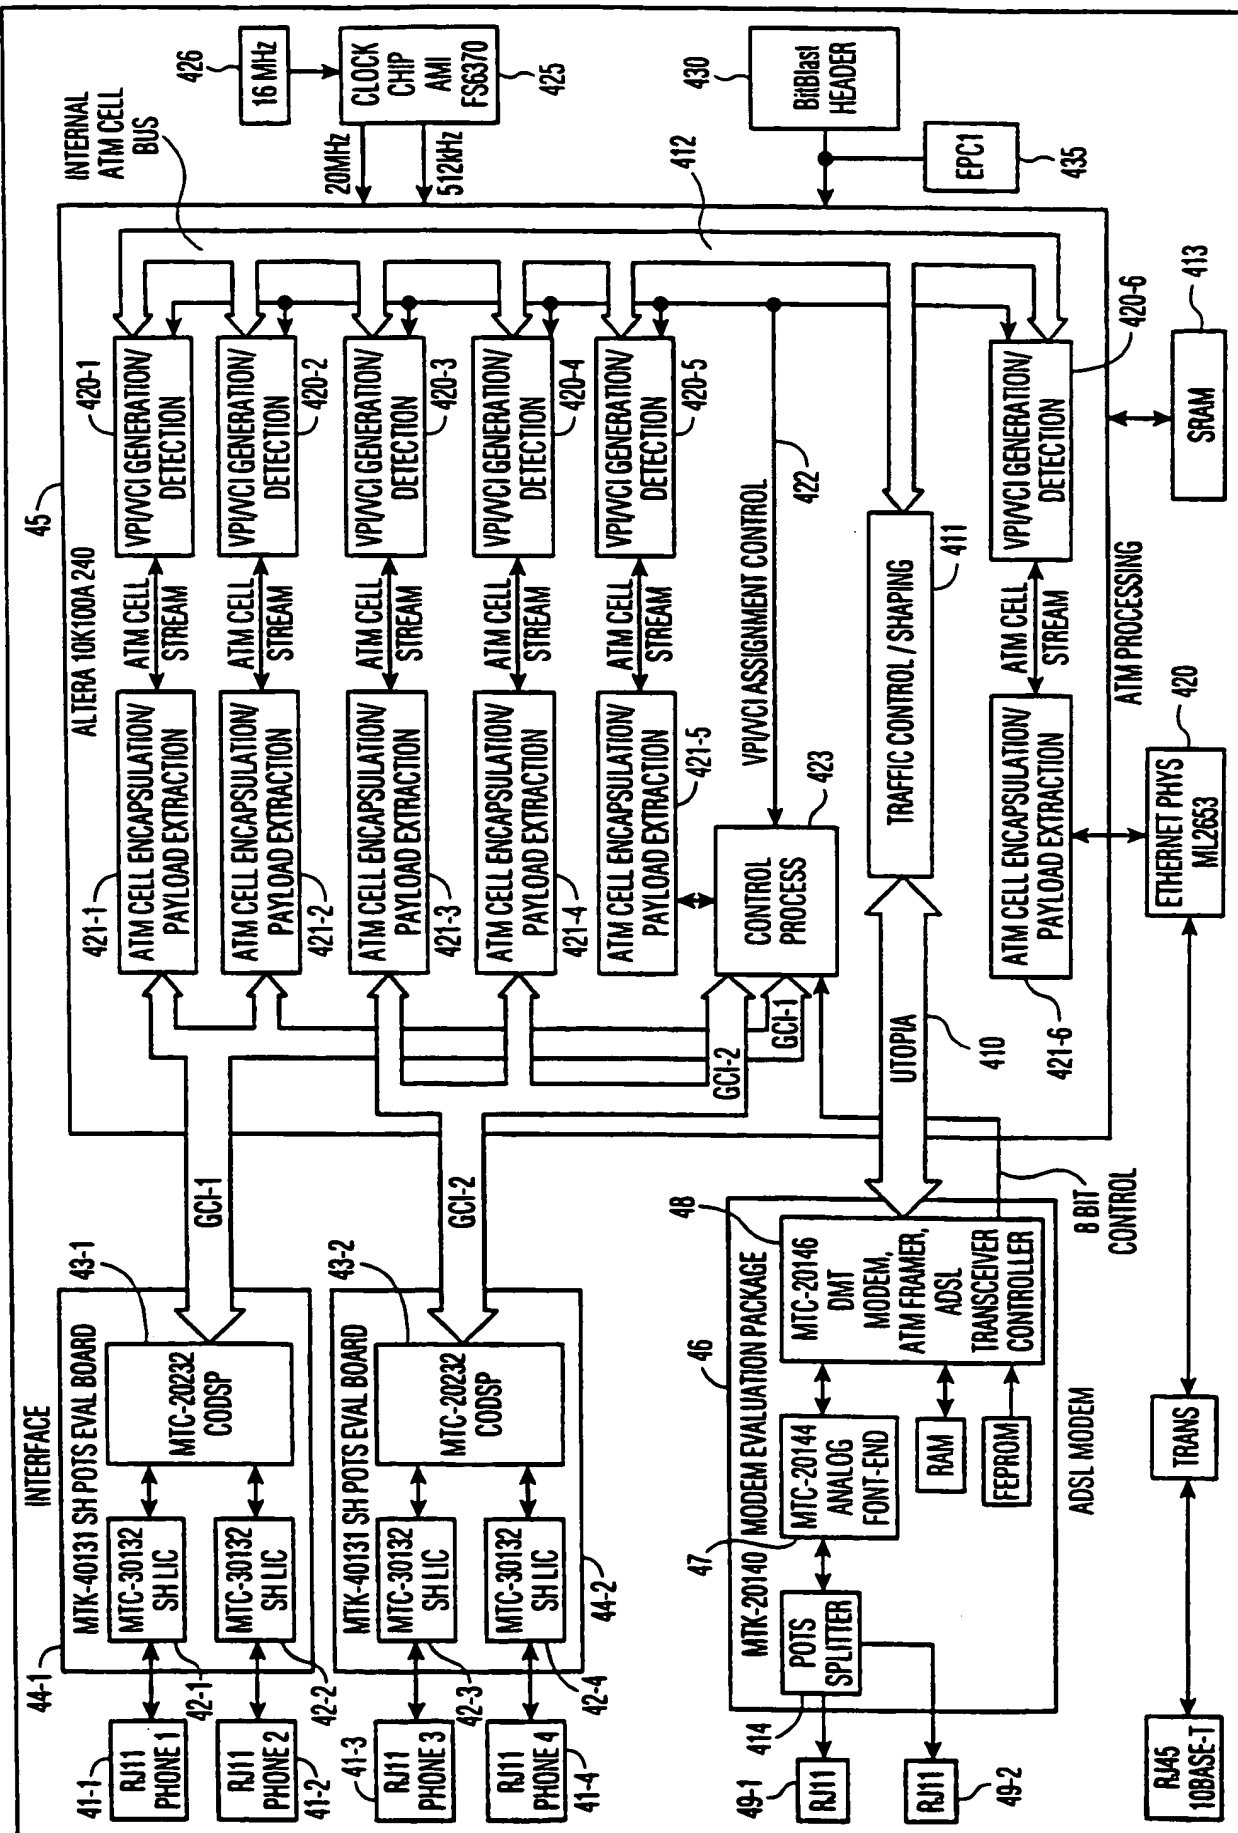 INTERFACE
44-1
MTK-40131 SH POTS EVAL BOARD
41-1
RJ11
PHONE 1
42-1
MTC-30132
SH LIC
43-1
MTC-20232
CODSP
RJ11
PHONE 2
41-2
42-2
MTC-30132
SH LIC
GCI-1
MTK-40131 SH POTS EVAL BOARD
41-3
RJ11
PHONE 3
42-3
MTC-30132
SH LIC
43-2
MTC-20232
CODSP
RJ11
PHONE 4
41-4
42-4
MTC-30132
SH LIC
44-2
GCI-2
45
ALTERA 10K100A 240
421-1
ATM CELL ENCAPSULATION/
PAYLOAD EXTRACTION
ATM CELL
STREAM
VPI/VCI GENERATION/
DETECTION
420-1
ATM CELL ENCAPSULATION/
PAYLOAD EXTRACTION
421-2
ATM CELL
STREAM
VPI/VCI GENERATION/
DETECTION
420-2
ATM CELL ENCAPSULATION/
PAYLOAD EXTRACTION
421-3
ATM CELL
STREAM
VPI/VCI GENERATION/
DETECTION
420-3
ATM CELL ENCAPSULATION/
PAYLOAD EXTRACTION
421-4
ATM CELL
STREAM
VPI/VCI GENERATION/
DETECTION
420-4
ATM CELL ENCAPSULATION/
PAYLOAD EXTRACTION
421-5
ATM CELL
STREAM
VPI/VCI GENERATION/
DETECTION
420-5
GCI-2
GCI-1
CONTROL
PROCESS
423
VPI/VCI ASSIGNMENT CONTROL
422
UTOPIA
410
TRAFFIC CONTROL / SHAPING
411
421-6
ATM CELL ENCAPSULATION/
PAYLOAD EXTRACTION
ATM CELL
STREAM
VPI/VCI GENERATION/
DETECTION
420-6
ATM PROCESSING
INTERNAL
ATM CELL
BUS
412
426
16 MHz
CLOCK
CHIP
AMI
FS6370
425
20MHz
512kHz
430
BitBlast
HEADER
EPC1
435
SRAM
413
46
MTK-20140 MODEM EVALUATION PACKAGE
48
MTC-20146
DMT
MODEM,
ATM FRAMER,
ADSL
TRANSCEIVER
CONTROLLER
47
MTC-20144
ANALOG
FONT-END
RAM
FEPROM
POTS
SPLITTER
414
ADSL MODEM
8 BIT
CONTROL
49-1
RJ11
RJ11
49-2
RJ45
10BASE-T
TRANS
ETHERNET PHYS
ML2653
420